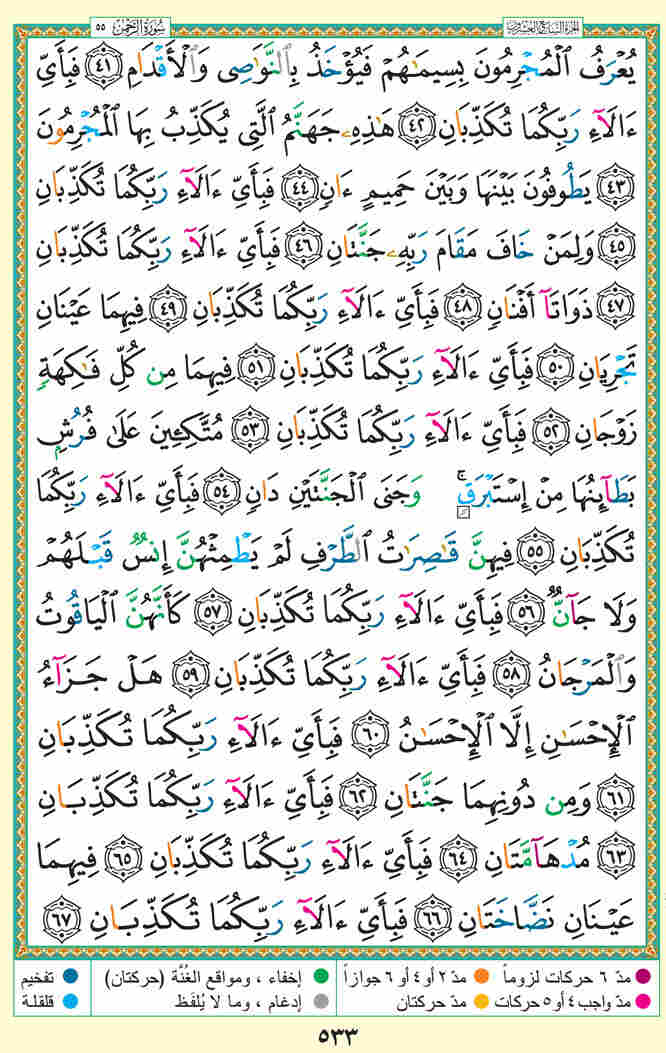 سُورَةُ الرَّحْمٰن ٥٥ الجزء السابع والعشرون
يُعْرَفُ ٱلْمُجْرِمُونَ بِسِيمَـٰهُمْ فَيُؤْخَذُ بِٱلنَّوَٰصِى وَٱلْأَقْدَامِ ٤١ فَبِأَىِّ
ءَالَآءِ رَبِّكُمَا تُكَذِّبَانِ ٤٢ هَـٰذِهِۦ جَهَنَّمُ ٱلَّتِى يُكَذِّبُ بِهَا ٱلْمُجْرِمُونَ
٤٣ يَطُوفُونَ بَيْنَهَا وَبَيْنَ حَمِيمٍ ءَانٍ ٤٤ فَبِأَىِّ ءَالَآءِ رَبِّكُمَا تُكَذِّبَانِ
٤٥ وَلِمَنْ خَافَ مَقَامَ رَبِّهِۦ جَنَّتَانِ ٤٦ فَبِأَىِّ ءَالَآءِ رَبِّكُمَا تُكَذِّبَانِ
٤٧ ذَوَاتَآ أَفْنَانٍ ٤٨ فَبِأَىِّ ءَالَآءِ رَبِّكُمَا تُكَذِّبَانِ ٤٩ فِيهِمَا عَيْنَانِ
تَجْرِيَانِ ٥٠ فَبِأَىِّ ءَالَآءِ رَبِّكُمَا تُكَذِّبَانِ ٥١ فِيهِمَا مِن كُلِّ فَـٰكِهَةٍ
زَوْجَانِ ٥٢ فَبِأَىِّ ءَالَآءِ رَبِّكُمَا تُكَذِّبَانِ ٥٣ مُتَّكِـِٔينَ عَلَىٰ فُرُشٍۭ
بَطَآئِنُهَا مِنْ إِسْتَبْرَقٍ ۚ وَجَنَى ٱلْجَنَّتَيْنِ دَانٍ ٥٤ فَبِأَىِّ ءَالَآءِ رَبِّكُمَا
تُكَذِّبَانِ ٥٥ فِيهِنَّ قَـٰصِرَٰتُ ٱلطَّرْفِ لَمْ يَطْمِثْهُنَّ إِنسٌ قَبْلَهُمْ
وَلَا جَآنٌّ ٥٦ فَبِأَىِّ ءَالَآءِ رَبِّكُمَا تُكَذِّبَانِ ٥٧ كَأَنَّهُنَّ ٱلْيَاقُوتُ
وَٱلْمَرْجَانُ ٥٨ فَبِأَىِّ ءَالَآءِ رَبِّكُمَا تُكَذِّبَانِ ٥٩ هَلْ جَزَآءُ
ٱلْإِحْسَـٰنِ إِلَّا ٱلْإِحْسَـٰنُ ٦٠ فَبِأَىِّ ءَالَآءِ رَبِّكُمَا تُكَذِّبَانِ
٦١ وَمِن دُونِهِمَا جَنَّتَانِ ٦٢ فَبِأَىِّ ءَالَآءِ رَبِّكُمَا تُكَذِّبَانِ
٦٣ مُدْهَآمَّتَانِ ٦٤ فَبِأَىِّ ءَالَآءِ رَبِّكُمَا تُكَذِّبَانِ ٦٥ فِيهِمَا
عَيْنَانِ نَضَّاخَتَانِ ٦٦ فَبِأَىِّ ءَالَآءِ رَبِّكُمَا تُكَذِّبَانِ ٦٧
مدّ ٦ حركات لزوماً مدّ ٢ أو ٤ أو ٦ جوازاً إخفاء ، ومواقع الغُنَّة (حركتان) تفخيم
مدّ واجب ٤ أو ٥ حركات مدّ حركتان إدغام ، وما لا يُلفَظ قلقلة
٥٣٣